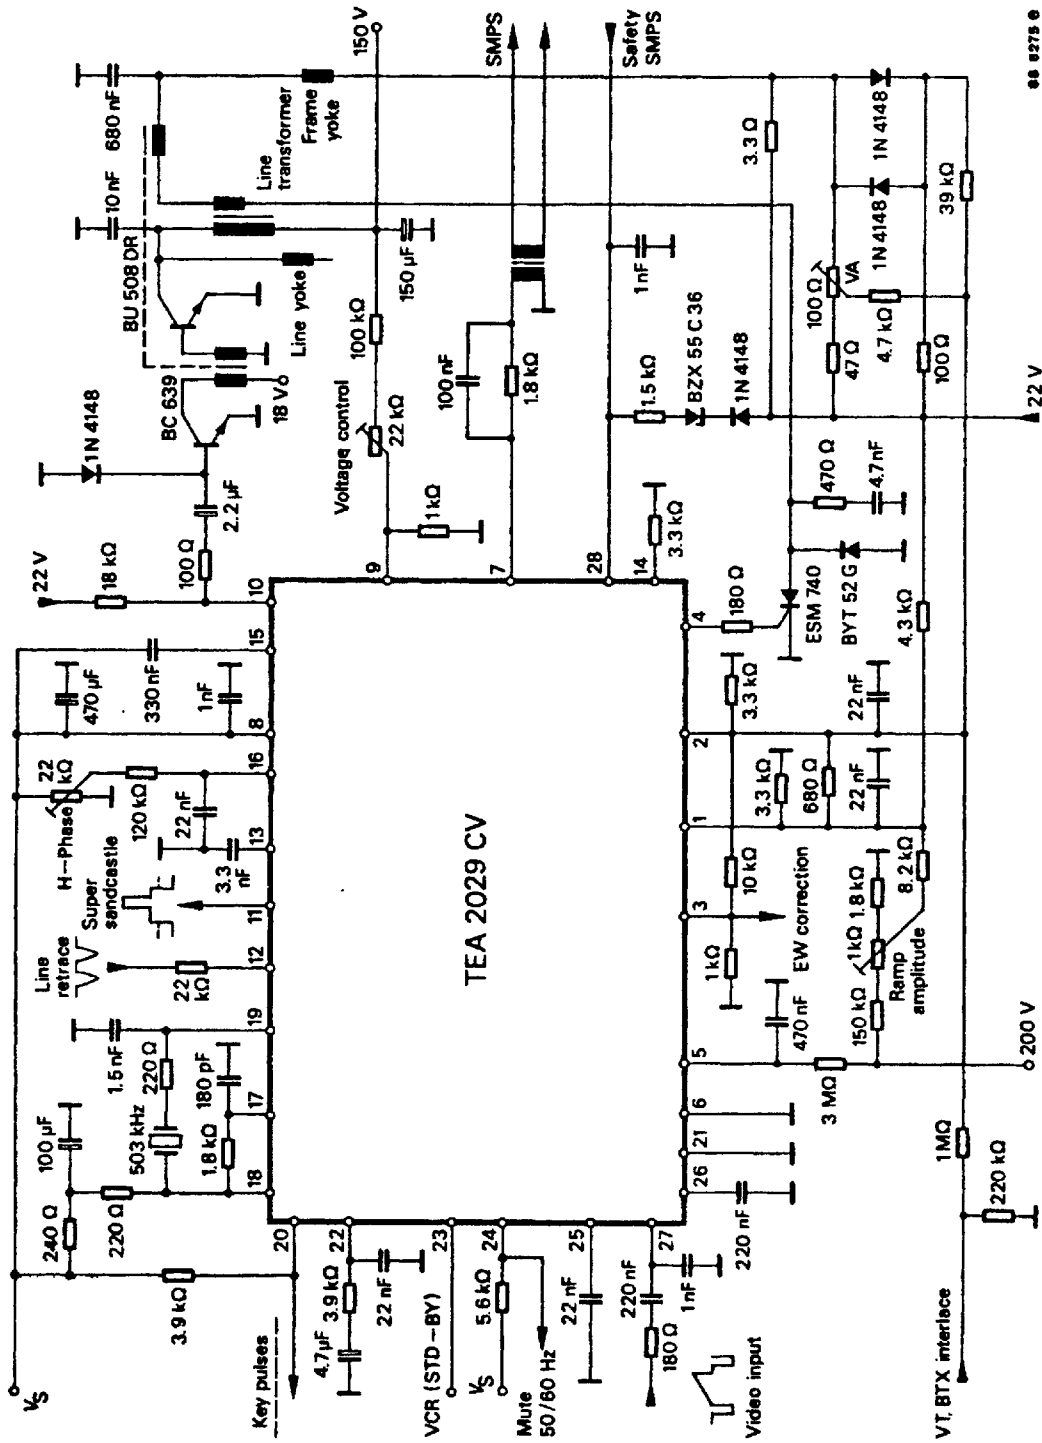 88 8275 e
150 V
SMPS
Safety
SMPS
680 nF
10 nF
BU 508 DR
Line
transformer
Frame
yoke
Line yoke
150 µF
3.3 Ω
1N 4148
1N 4148
39 kΩ
1 nF
100 Ω
VA
4.7 kΩ
47 Ω
100 Ω
BC 639
18 V
1N 4148
100 kΩ
22 kΩ
Voltage control
1 kΩ
100 nF
1.8 kΩ
1.5 kΩ
BZX 55 C 36
1N 4148
22 V
470 Ω
4.7 nF
2.2 µF
100 Ω
22 V
18 kΩ
3.3 kΩ
180 Ω
ESM 740
BYT 52 G
4.3 kΩ
10
9
7
28
14
4
15
8
16
13
11
12
19
17
18
470 µF
330 nF
1 nF
22
kΩ
H-Phase
120 kΩ
22 nF
3.3
nF
Super
sandcastle
Line
retrace
22
kΩ
1.5 nF
220 Ω
180 pF
503 kHz
1.8 kΩ
100 µF
240 Ω
220 Ω
TEA 2029 CV
2
1
3
5
6
21
26
3.3 kΩ
22 nF
3.3 kΩ
680 Ω
22 nF
10 kΩ
EW correction
1 kΩ
8.2 kΩ
1.8 kΩ
1 kΩ
Ramp
amplitude
150 kΩ
470 nF
3 MΩ
200 V
1 MΩ
220 kΩ
220 nF
20
22
23
24
25
27
3.9 kΩ
VS
Key pulses
3.9 kΩ
4.7 µF
22 nF
VCR (STD-BY)
5.6 kΩ
VS
Mute
50/60 Hz
22 nF
220 nF
1 nF
180 Ω
Video input
VT, BTX interlace